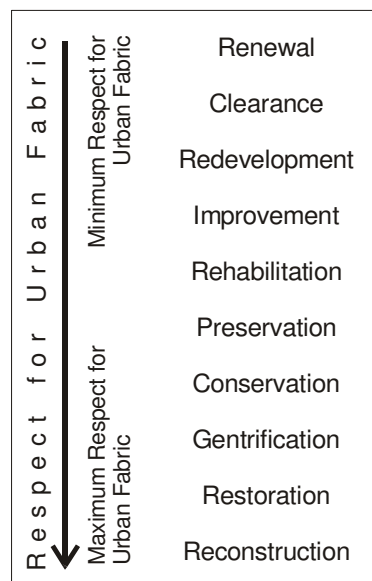 Respect for Urban Fabric
Minimum Respect for
Urban Fabric
Maximum Respect for
Urban Fabric
Renewal
Clearance
Redevelopment
Improvement
Rehabilitation
Preservation
Conservation
Gentrification
Restoration
Reconstruction